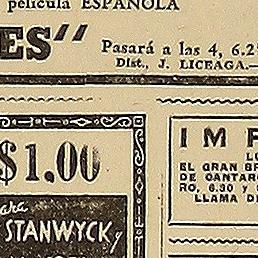 película ESPAÑOLA
ES"
Pasará a las 4, 6.2
Dist., J. LICEAGA.—
$1.00
STANWYCK
y
IMP
EL GRAN BR
DE CANTAR
RO, 6.30 y
LLAMA DE